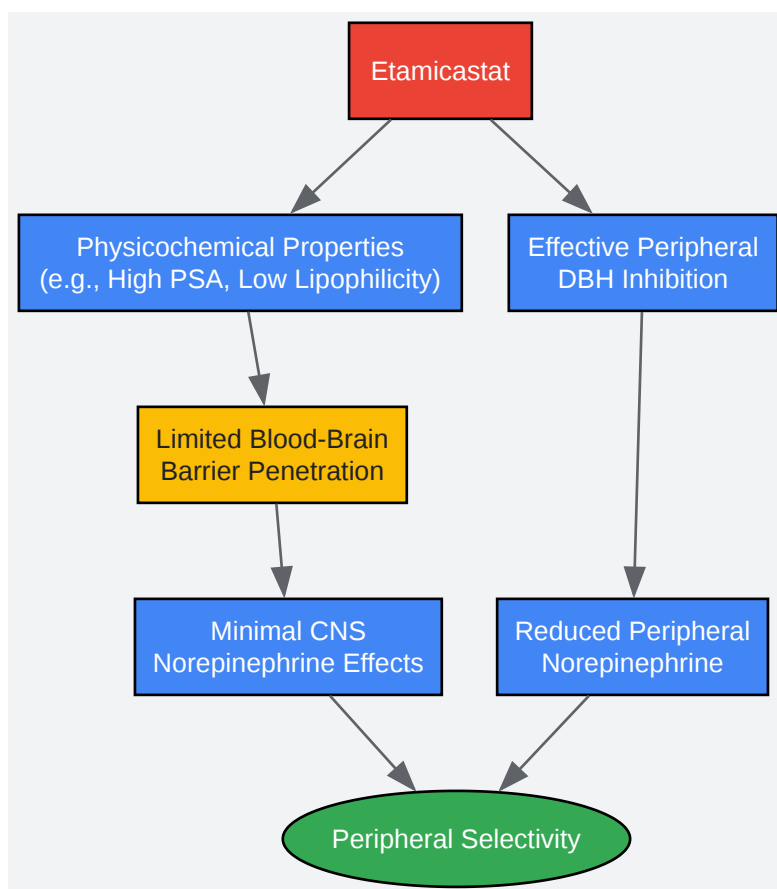 Etamicastat
Physicochemical Properties
(e.g., High PSA, Low Lipophilicity)
Effective Peripheral
DBH Inhibition
Limited Blood-Brain
Barrier Penetration
Minimal CNS
Norepinephrine Effects
Reduced Peripheral
Norepinephrine
Peripheral Selectivity